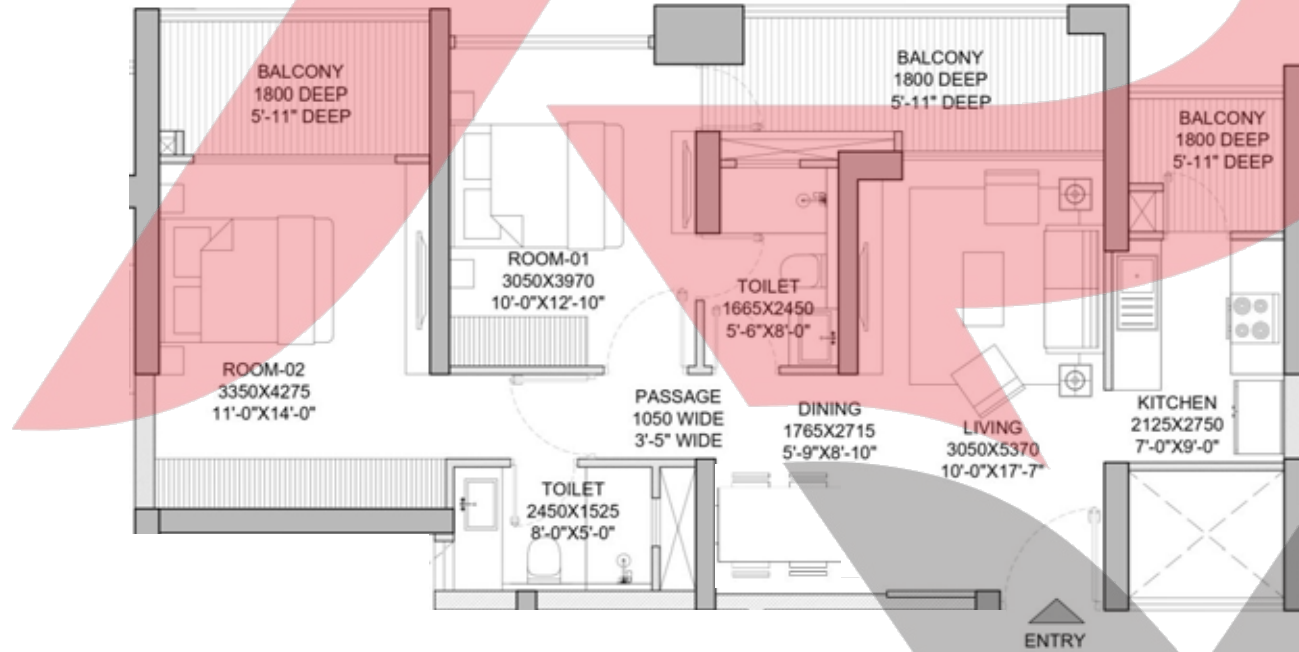 BALCONY
1800 DEEP
5'-11" DEEP
BALCONY
1800 DEEP
5'-11" DEEP
BALCONY
1800 DEEP
5'-11" DEEP
ROOM-01
3050X3970
10'-0"X12'-10"
TOILET
1665X2450
5'-6"X8'-0"
ROOM-02
3350X4275
11'-0"X14'-0"
PASSAGE
1050 WIDE
3'-5" WIDE
DINING
1765X2715
5'-9"X8'-10"
LIVING
3050X5370
10'-0"X17'-7"
KITCHEN
2125X2750
7'-0"X9'-0"
TOILET
2450X1525
8'-0"X5'-0"
ENTRY